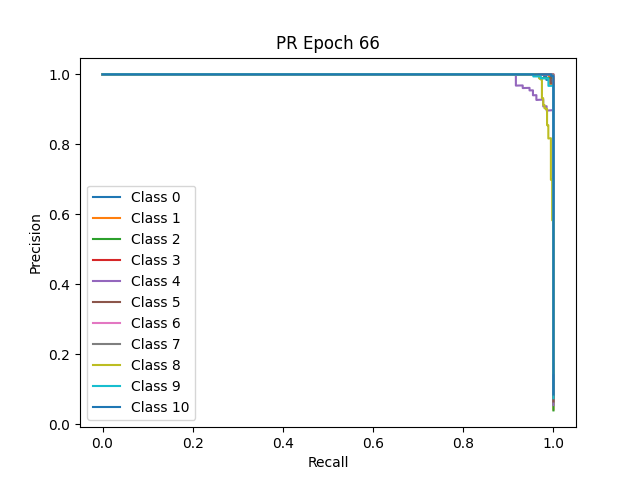 PR Epoch 66
Precision
1.0
0.8
0.6
0.4
0.2
0.0
Class 0
Class 1
Class 2
Class 3
Class 4
Class 5
Class 6
Class 7
Class 8
Class 9
Class 10
0.0 0.2 0.4 0.6 0.8 1.0
Recall